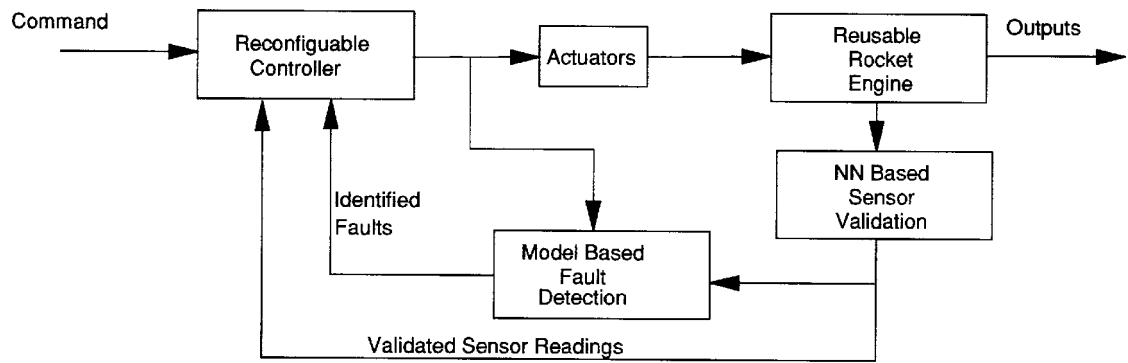 Command
Reconfiguable
Controller
Actuators
Reusable
Rocket
Engine
Outputs
NN Based
Sensor
Validation
Identified
Faults
Model Based
Fault
Detection
Validated Sensor Readings